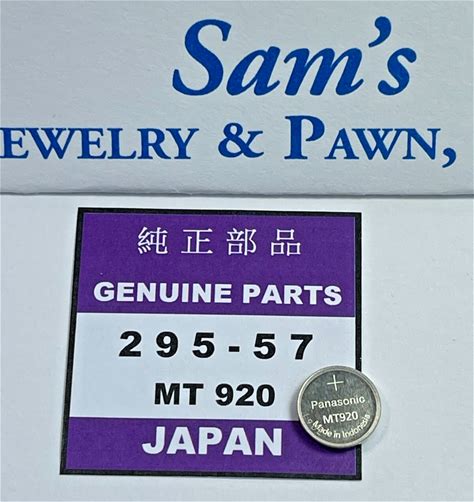 Sam's
EWELRY & PAWN,
純正部品
GENUINE PARTS
295-57
MT 920
JAPAN
+
Panasonic
MT920
Made in Indonesia